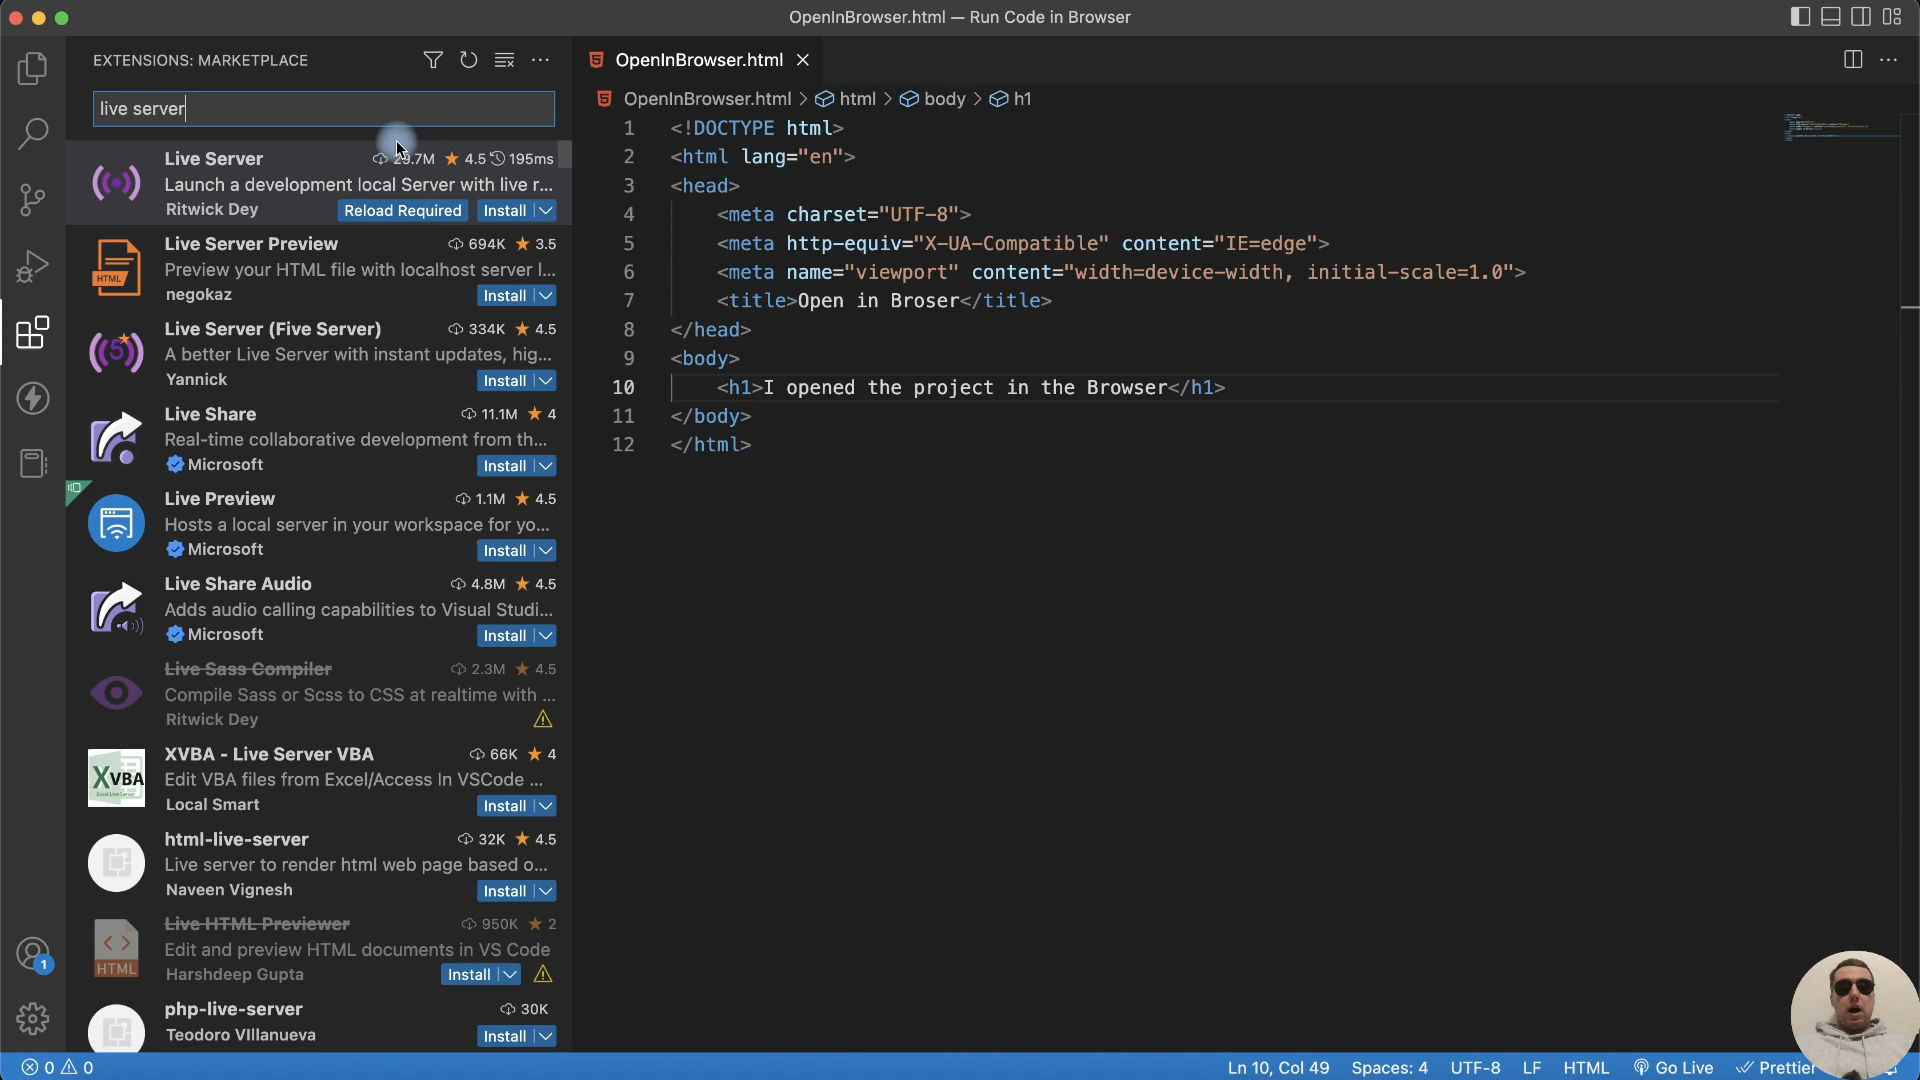 OpenInBrowser.html — Run Code in Browser
EXTENSIONS: MARKETPLACE
live server
Live Server 29.7M 4.5 195ms
Launch a development local Server with live r...
Ritwick Dey Reload Required Install
Live Server Preview 694K 3.5
Preview your HTML file with localhost server l...
negokaz Install
Live Server (Five Server) 334K 4.5
A better Live Server with instant updates, hig...
Yannick Install
Live Share 11.1M 4
Real-time collaborative development from th...
Microsoft Install
Live Preview 1.1M 4.5
Hosts a local server in your workspace for yo...
Microsoft Install
Live Share Audio 4.8M 4.5
Adds audio calling capabilities to Visual Studi...
Microsoft Install
Live Sass Compiler 2.3M 4.5
Compile Sass or Scss to CSS at realtime with ...
Ritwick Dey
XVBA - Live Server VBA 66K 4
Edit VBA files from Excel/Access In VSCode ...
Local Smart Install
html-live-server 32K 4.5
Live server to render html web page based o...
Naveen Vignesh Install
Live HTML Previewer 950K 2
Edit and preview HTML documents in VS Code
Harshdeep Gupta Install
php-live-server 30K
Teodoro VIllanueva Install
HTML
5
XVBA
HTML
1
OpenInBrowser.html
OpenInBrowser.html > html > body > h1
1 <!DOCTYPE html>
2 <html lang="en">
3 <head>
4 <meta charset="UTF-8">
5 <meta http-equiv="X-UA-Compatible" content="IE=edge">
6 <meta name="viewport" content="width=device-width, initial-scale=1.0">
7 <title>Open in Broser</title>
8 </head>
9 <body>
10 <h1>I opened the project in the Browser</h1>
11 </body>
12 </html>
0 0 Ln 10, Col 49 Spaces: 4 UTF-8 LF HTML Go Live Prettier